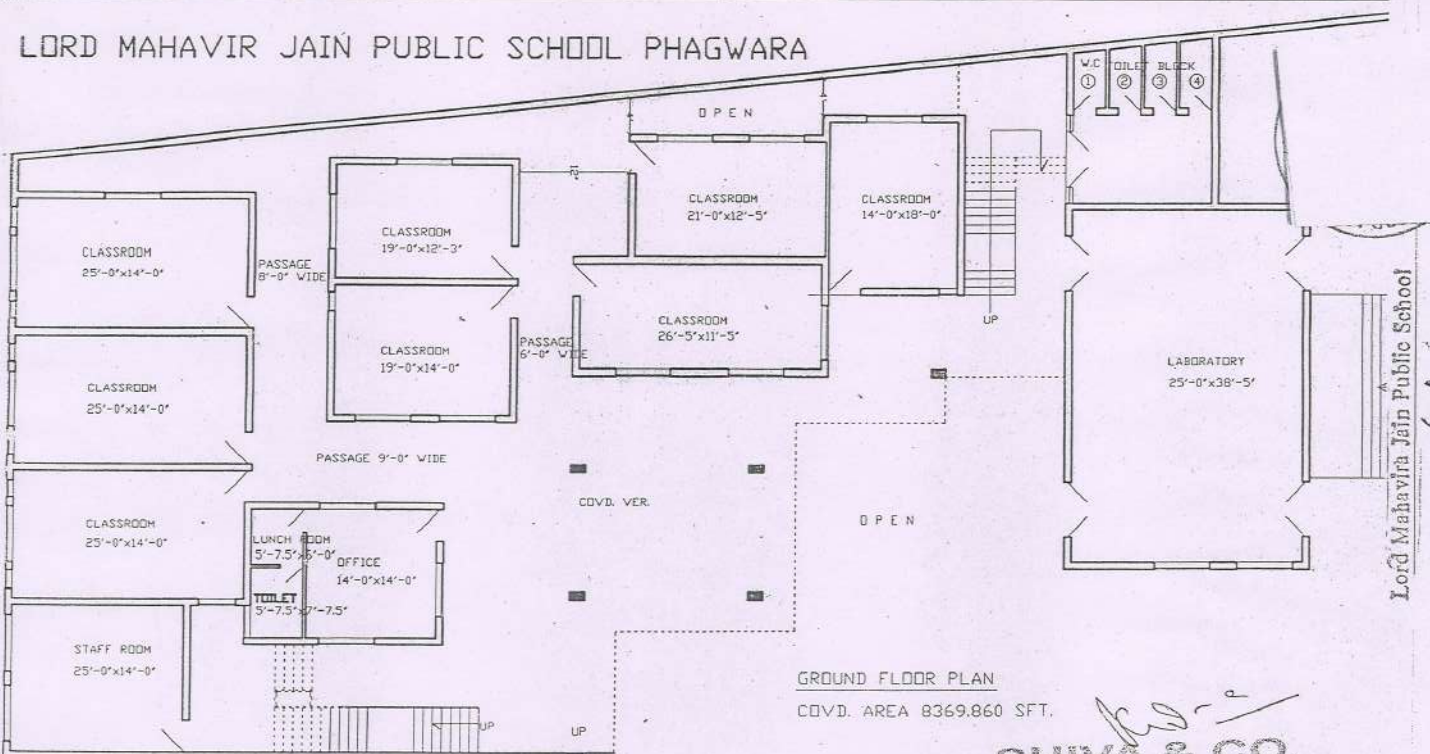 LORD MAHAVIR JAIN PUBLIC SCHOOL PHAGWARA
W.C
TOILET BLOCK
1
2
3
4
OPEN
CLASSROOM
21'-0"x12'-5"
CLASSROOM
14'-0"x18'-0"
CLASSROOM
19'-0"x12'-3"
CLASSROOM
25'-0"x14'-0"
PASSAGE
8'-0" WIDE
CLASSROOM
26'-5"x11'-5"
UP
CLASSROOM
19'-0"x14'-0"
PASSAGE
6'-0" WIDE
LABORATORY
25'-0"x38'-5"
CLASSROOM
25'-0"x14'-0"
PASSAGE 9'-0" WIDE
COVD. VER.
OPEN
CLASSROOM
25'-0"x14'-0"
LUNCH ROOM
5'-7.5"x6'-0"
OFFICE
14'-0"x14'-0"
TOILET
5'-7.5"x7'-7.5"
STAFF ROOM
25'-0"x14'-0"
UP
UP
GROUND FLOOR PLAN
COVD. AREA 8369.860 SFT.
Lord Mahavira Jain Public School